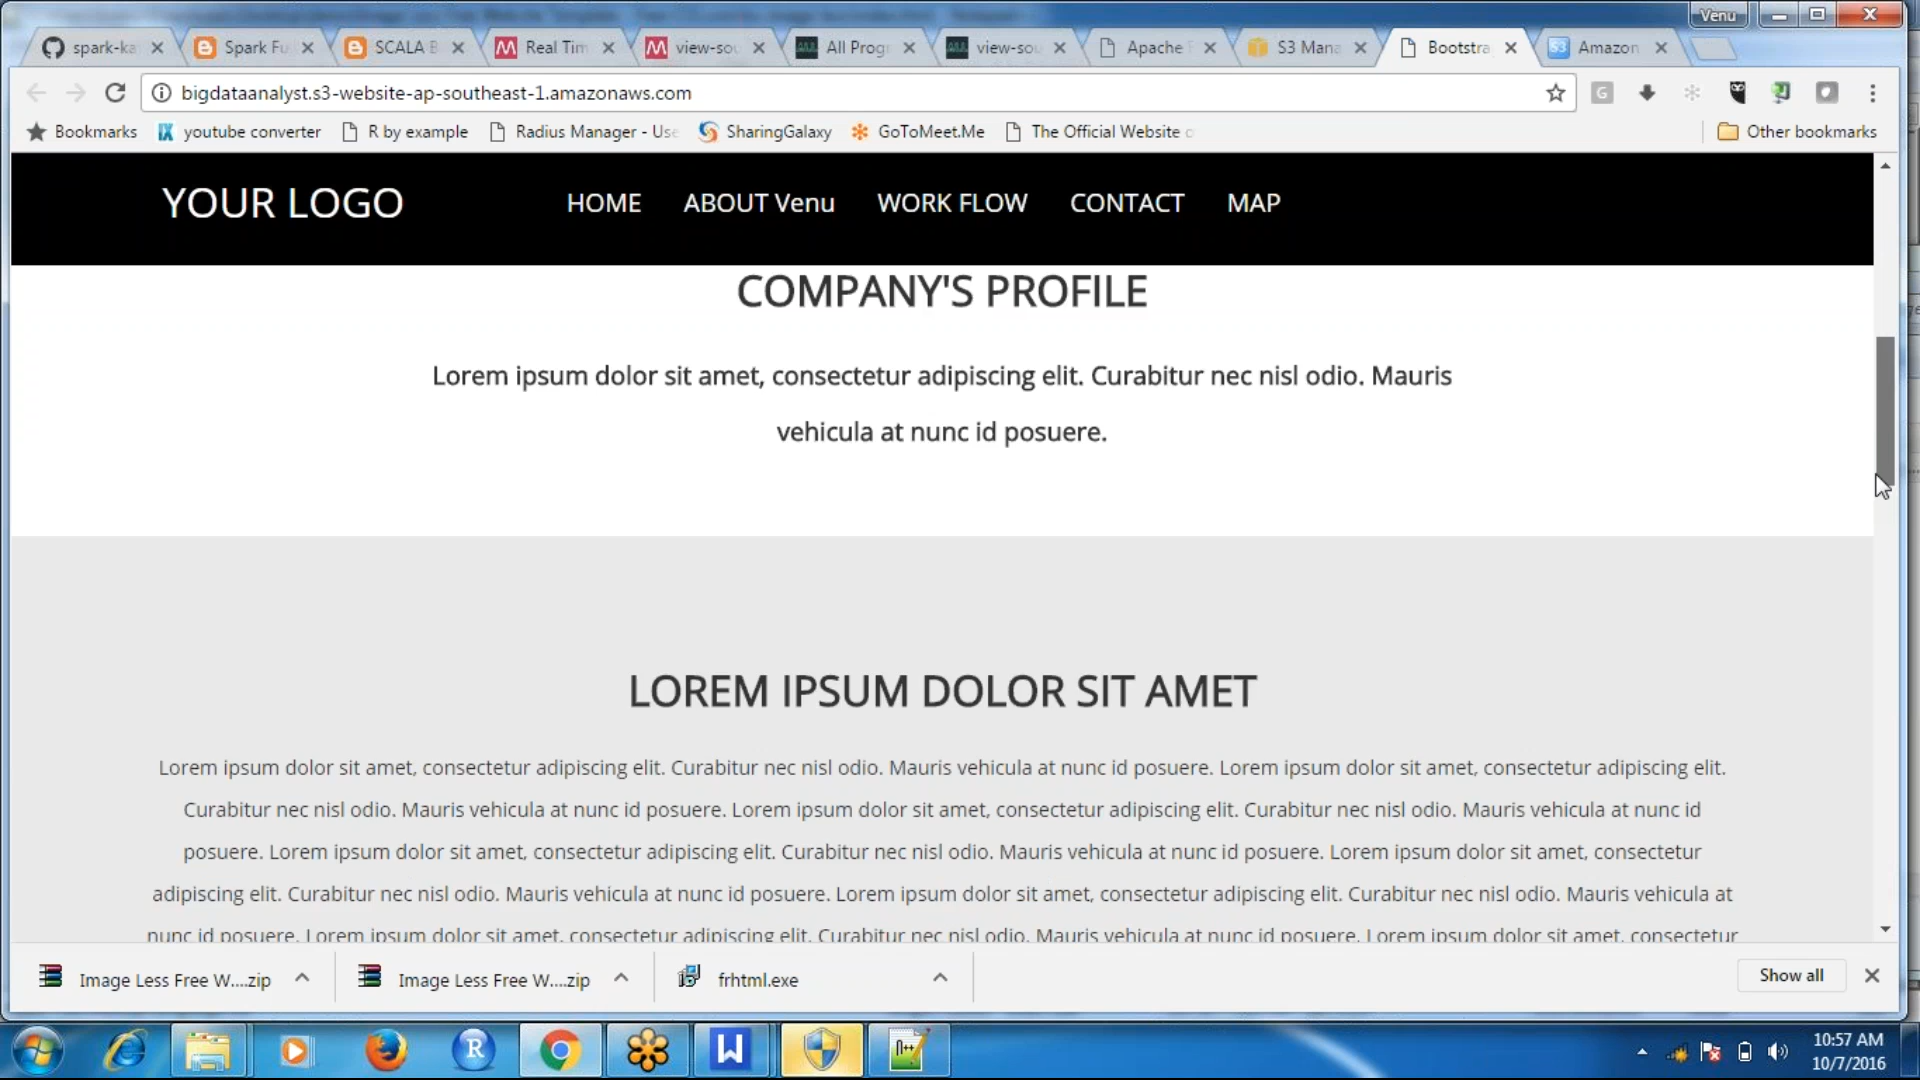 Venu
spark-ka
Spark Fu
SCALA B
Real Tim
view-sou
All Progr
view-sou
Apache F
S3 Mana
Bootstra
Amazon
bigdataanalyst.s3-website-ap-southeast-1.amazonaws.com
Bookmarks
youtube converter
R by example
Radius Manager - Use
SharingGalaxy
GoToMeet.Me
The Official Website o
Other bookmarks
YOUR LOGO
HOME
ABOUT Venu
WORK FLOW
CONTACT
MAP
COMPANY'S PROFILE
Lorem ipsum dolor sit amet, consectetur adipiscing elit. Curabitur nec nisl odio. Mauris
vehicula at nunc id posuere.
LOREM IPSUM DOLOR SIT AMET
Lorem ipsum dolor sit amet, consectetur adipiscing elit. Curabitur nec nisl odio. Mauris vehicula at nunc id posuere. Lorem ipsum dolor sit amet, consectetur adipiscing elit.
Curabitur nec nisl odio. Mauris vehicula at nunc id posuere. Lorem ipsum dolor sit amet, consectetur adipiscing elit. Curabitur nec nisl odio. Mauris vehicula at nunc id
posuere. Lorem ipsum dolor sit amet, consectetur adipiscing elit. Curabitur nec nisl odio. Mauris vehicula at nunc id posuere. Lorem ipsum dolor sit amet, consectetur
adipiscing elit. Curabitur nec nisl odio. Mauris vehicula at nunc id posuere. Lorem ipsum dolor sit amet, consectetur adipiscing elit. Curabitur nec nisl odio. Mauris vehicula at
nunc id posuere. Lorem ipsum dolor sit amet, consectetur adipiscing elit. Curabitur nec nisl odio. Mauris vehicula at nunc id posuere. Lorem ipsum dolor sit amet, consectetur
Image Less Free W....zip
Image Less Free W....zip
frhtml.exe
Show all
10:57 AM
10/7/2016